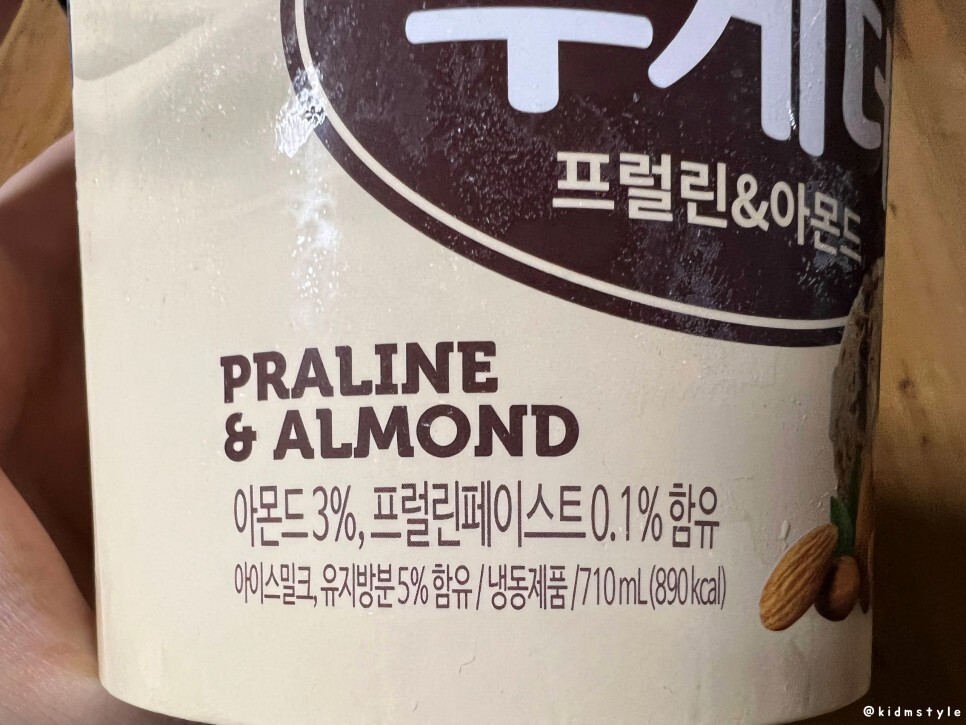 프럴린&아몬드
PRALINE
& ALMOND
아몬드 3%, 프럴린페이스트 0.1% 함유
아이스밀크, 유지방분 5% 함유 / 냉동제품 / 710 mL (890 kcal)
@kidmstyle